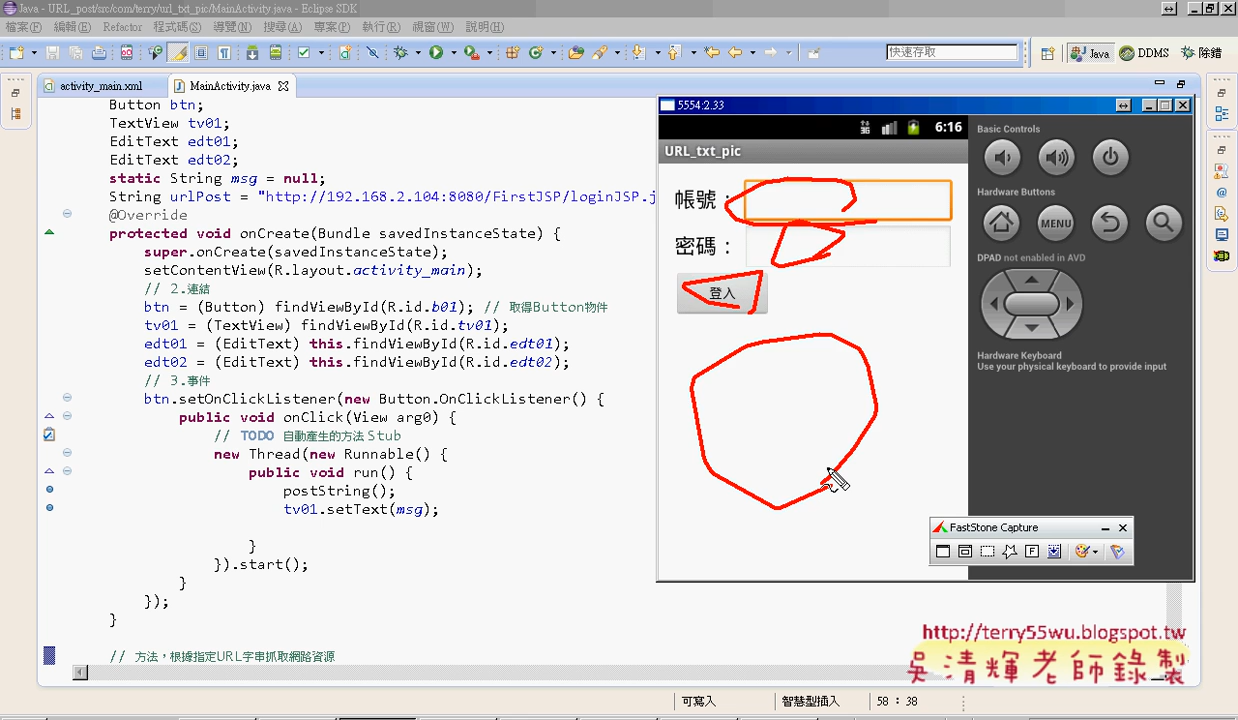 Java - URL_post/src/com/terry/url_txt_pic/MainActivity.java - Eclipse SDK
檔案(F) 編輯(E) Refactor 程式碼(S) 導覽(N) 搜尋(A) 專案(P) 執行(R) 視窗(W) 說明(H)
快速存取
Java DDMS 除錯
activity_main.xml MainActivity.java
Button btn;
TextView tv01;
EditText edt01;
EditText edt02;
static String msg = null;
String urlPost = "http://192.168.2.104:8080/FirstJSP/loginJSP.j
@Override
protected void onCreate(Bundle savedInstanceState) {
super.onCreate(savedInstanceState);
setContentView(R.layout.activity_main);
// 2.連結
btn = (Button) findViewById(R.id.b01); // 取得Button物件
tv01 = (TextView) findViewById(R.id.tv01);
edt01 = (EditText) this.findViewById(R.id.edt01);
edt02 = (EditText) this.findViewById(R.id.edt02);
// 3.事件
btn.setOnClickListener(new Button.OnClickListener() {
public void onClick(View arg0) {
// TODO 自動產生的方法 Stub
new Thread(new Runnable() {
public void run() {
postString();
tv01.setText(msg);
}
}).start();
}
});
}
// 方法，根據指定URL字串抓取網路資源
5554:2.33
3G 6:16
URL_txt_pic
帳號：
密碼：
登入
Basic Controls
Hardware Buttons
MENU
DPAD not enabled in AVD
Hardware Keyboard
Use your physical keyboard to provide input
FastStone Capture
http://terry55wu.blogspot.tw
吳清輝老師錄製
可寫入 智慧型插入 58 : 38